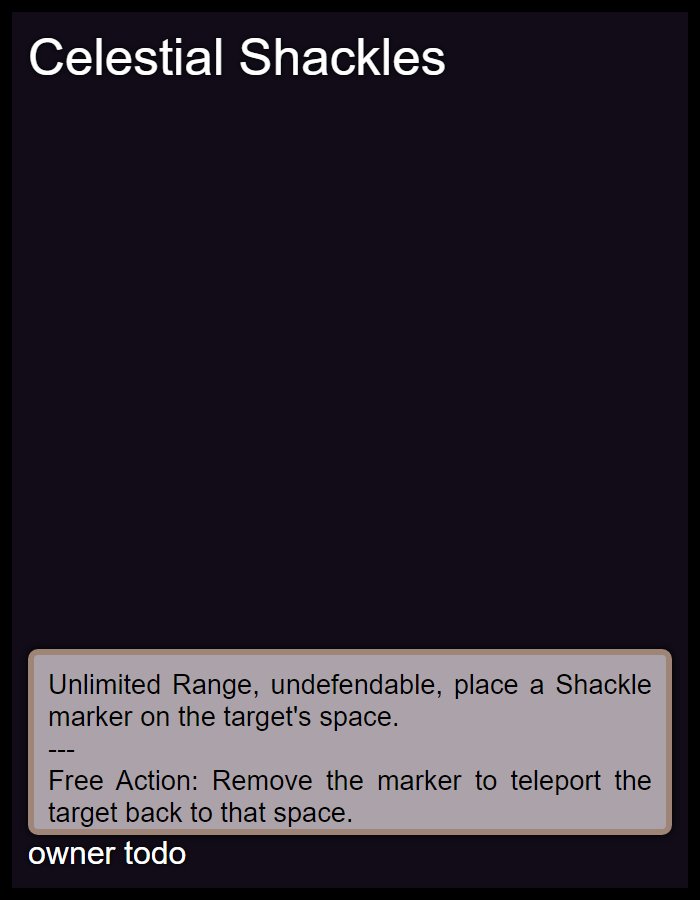 Celestial Shackles
Unlimited Range, undefendable, place a Shackle
marker on the target's space.
---
Free Action: Remove the marker to teleport the
target back to that space.
owner todo